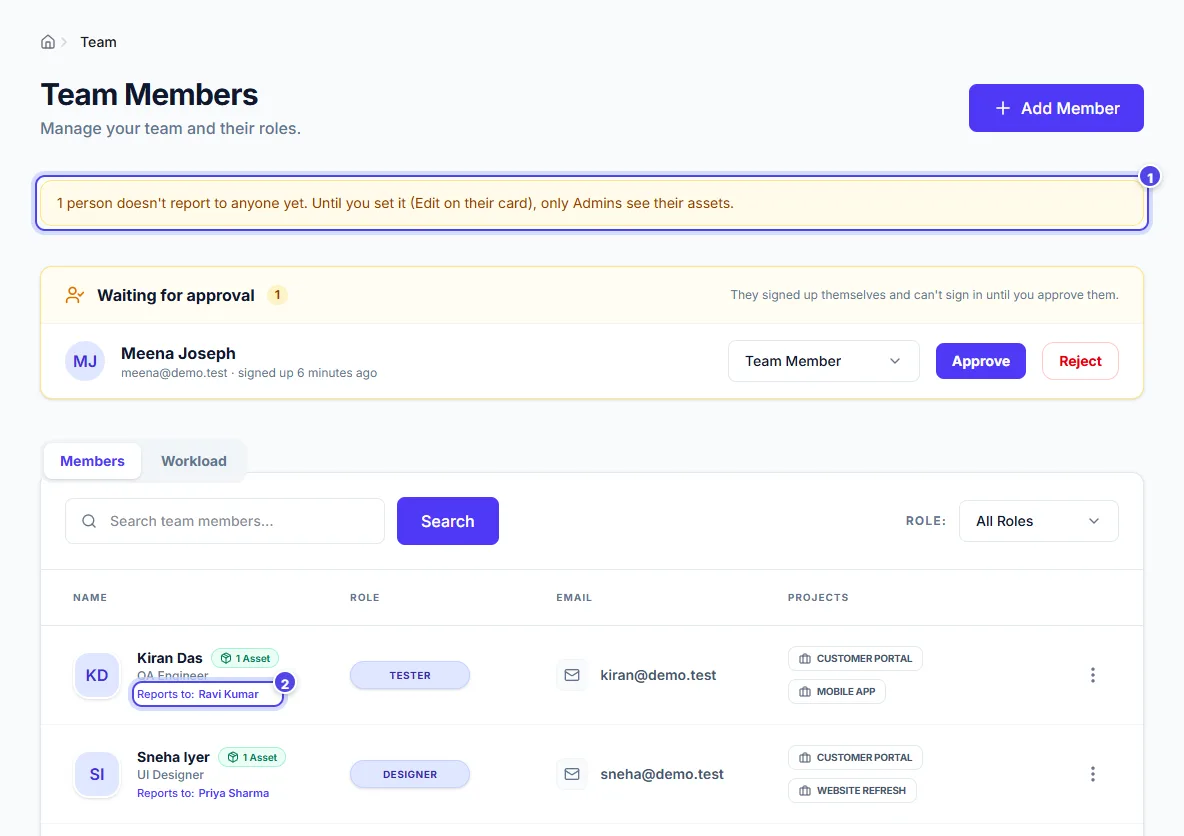 Team
Team Members
Manage your team and their roles.
+ Add Member
1
1 person doesn't report to anyone yet. Until you set it (Edit on their card), only Admins see their assets.
Waiting for approval 1
They signed up themselves and can't sign in until you approve them.
MJ
Meena Joseph
meena@demo.test · signed up 6 minutes ago
Team Member
Approve
Reject
Members
Workload
Search team members...
Search
ROLE:
All Roles
NAME ROLE EMAIL PROJECTS
KD
Kiran Das 1 Asset
QA Engineer
Reports to: Ravi Kumar
2
TESTER
kiran@demo.test
CUSTOMER PORTAL
MOBILE APP
SI
Sneha Iyer 1 Asset
UI Designer
Reports to: Priya Sharma
DESIGNER
sneha@demo.test
CUSTOMER PORTAL
WEBSITE REFRESH